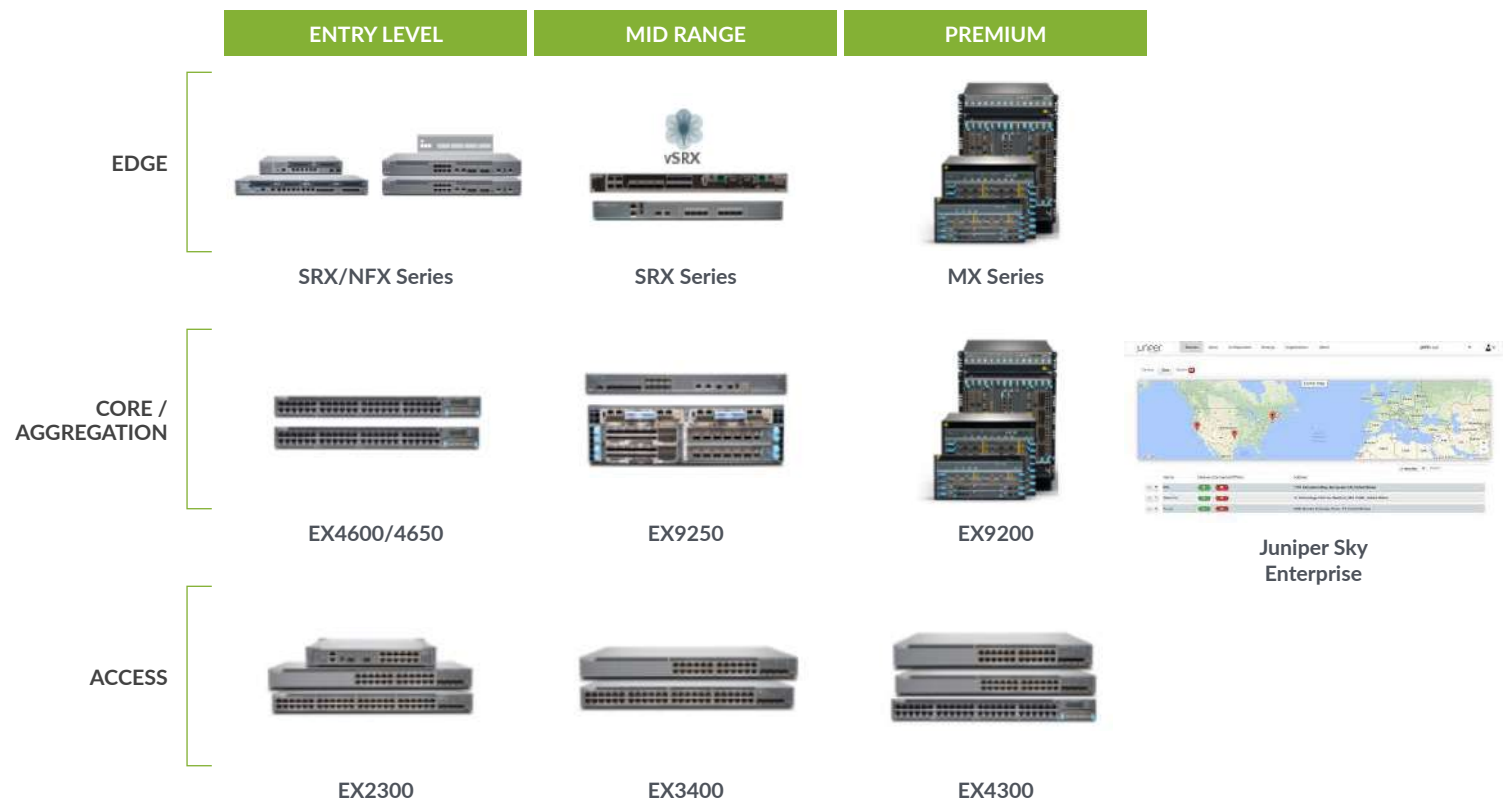 ENTRY LEVEL
MID RANGE
PREMIUM
EDGE
vSRX
SRX/NFX Series
SRX Series
MX Series
CORE /
AGGREGATION
EX4600/4650
EX9250
EX9200
Juniper Sky
Enterprise
ACCESS
EX2300
EX3400
EX4300